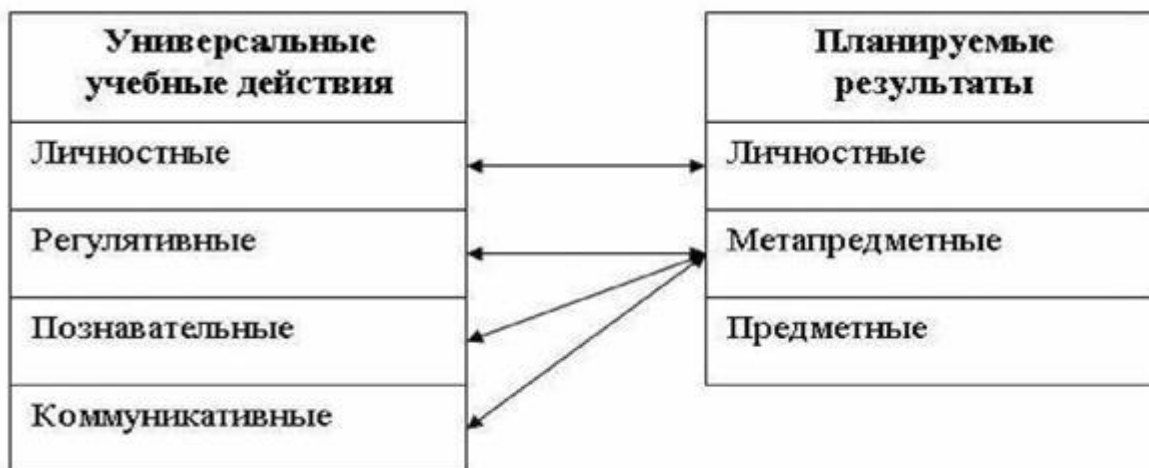 Универсальные
учебные действия
Личностные
Регулятивные
Познавательные
Коммуникативные
Планируемые
результаты
Личностные
Метапредметные
Предметные